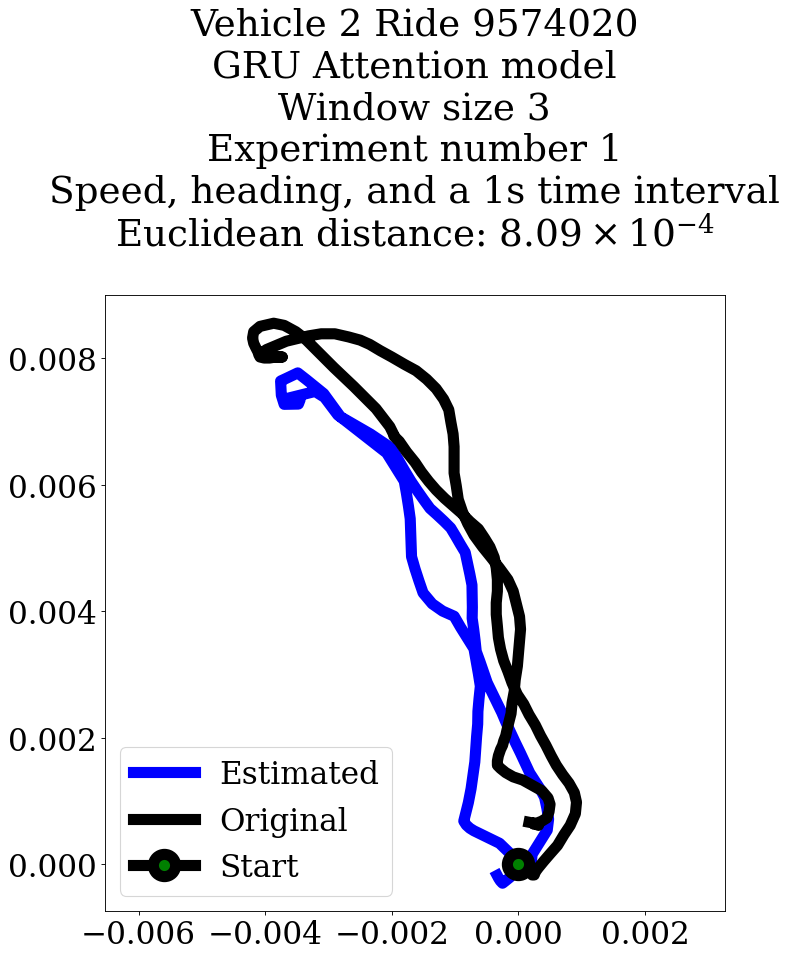 Vehicle 2 Ride 9574020
GRU Attention model
Window size 3
Experiment number 1
Speed, heading, and a 1s time interval
Euclidean distance: 8.09 × 10⁻⁴
0.008
0.006
0.004
0.002
0.000
Estimated
Original
Start
−0.006 −0.004 −0.002 0.000 0.002